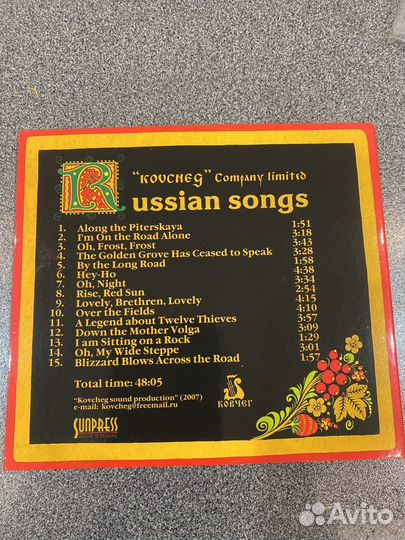 "KOVCHEG" Company limited
Russian songs
1. Along the Piterskaya 1:51
2. I'm On the Road Alone 3:18
3. Oh, Frost, Frost 3:43
4. The Golden Grove Has Ceased to Speak 3:28
5. By the Long Road 1:58
6. Hey-Ho 4:38
7. Oh, Night 3:34
8. Rise, Red Sun 2:54
9. Lovely, Brethren, Lovely 4:15
10. Over the Fields 4:10
11. A Legend about Twelve Thieves 3:57
12. Down the Mother Volga 3:09
13. I am Sitting on a Rock 1:29
14. Oh, My Wide Steppe 3:01
15. Blizzard Blows Across the Road 1:57
Total time: 48:05
"Kovcheg sound production" (2007)
e-mail: kovcheg@freemail.ru
КОВЧЕГ
SUNPRESS
Avito